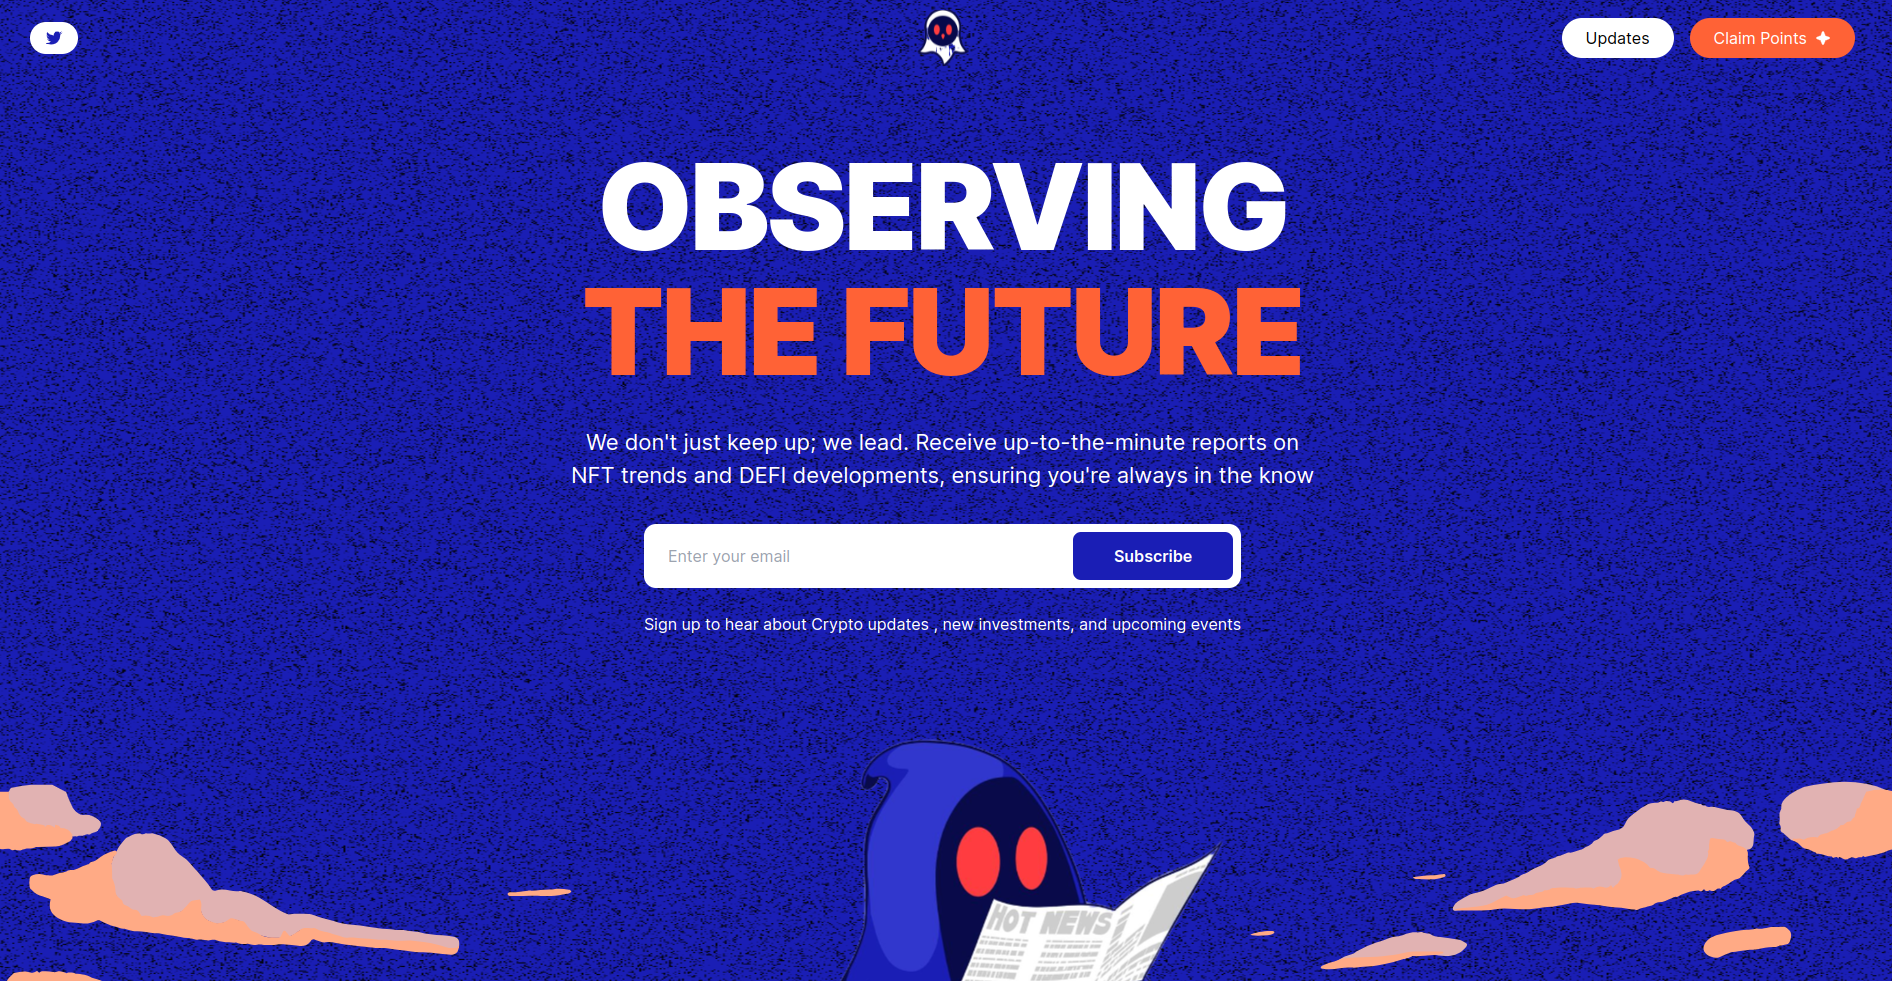 Updates
Claim Points
OBSERVING
THE FUTURE
We don't just keep up; we lead. Receive up-to-the-minute reports on
NFT trends and DEFI developments, ensuring you're always in the know
Enter your email
Subscribe
Sign up to hear about Crypto updates , new investments, and upcoming events
HOT NEWS